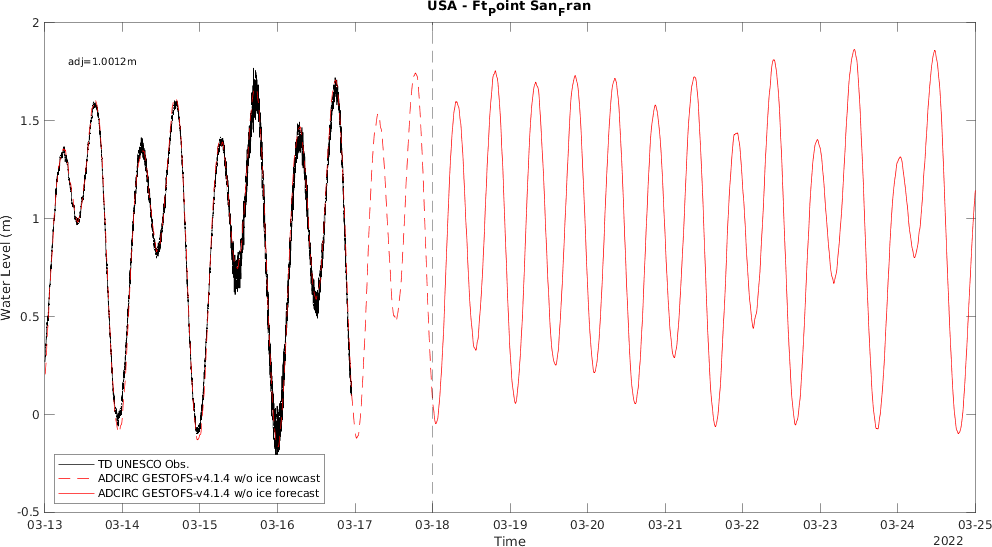 USA - FtPoint SanFran
adj=1.0012m
2
1.5
1
0.5
0
-0.5
Water Level (m)
TD UNESCO Obs.
ADCIRC GESTOFS-v4.1.4 w/o ice nowcast
ADCIRC GESTOFS-v4.1.4 w/o ice forecast
03-13 03-14 03-15 03-16 03-17 03-18 03-19 03-20 03-21 03-22 03-23 03-24 03-25
Time
2022